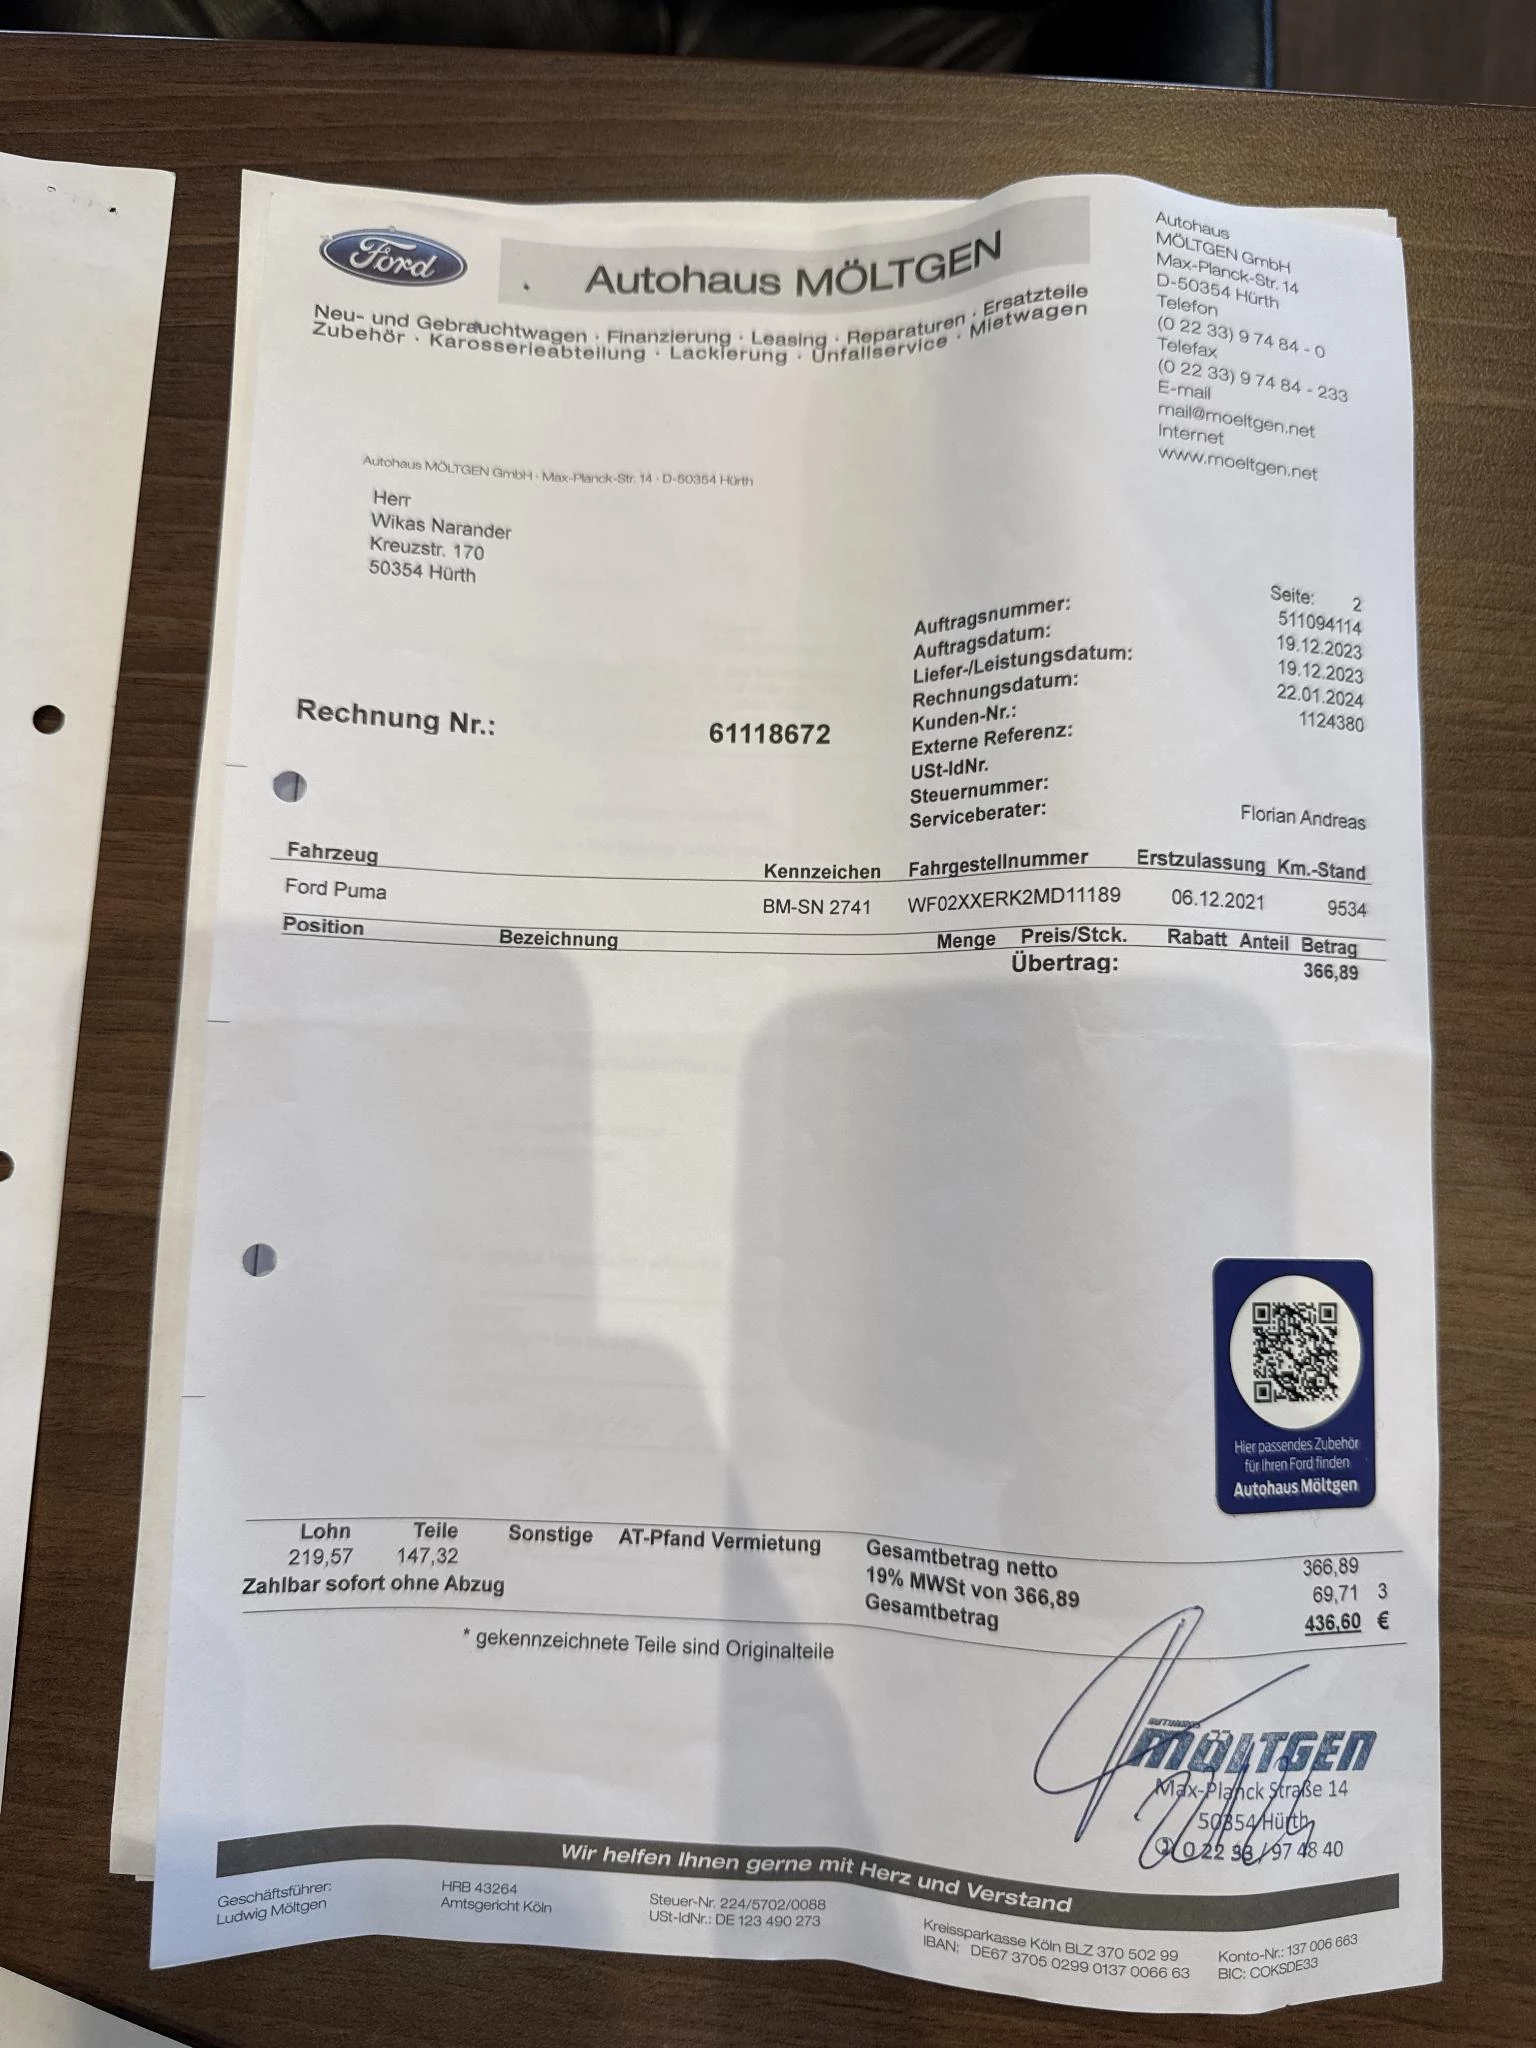 Ford
Autohaus MÖLTGEN
Neu- und Gebrauchtwagen · Finanzierung · Leasing · Reparaturen · Ersatzteile
Zubehör · Karosserieabteilung · Lackierung · Unfallservice · Mietwagen
Autohaus
MÖLTGEN GmbH
Max-Planck-Str. 14
D-50354 Hürth
Telefon
(0 22 33) 9 74 84 - 0
Telefax
(0 22 33) 9 74 84 - 233
E-mail
mail@moeltgen.net
Internet
www.moeltgen.net
Autohaus MÖLTGEN GmbH · Max-Planck-Str. 14 · D-50354 Hürth
Herr
Wikas Narander
Kreuzstr. 170
50354 Hürth
Seite: 2
Auftragsnummer: 511094114
Auftragsdatum: 19.12.2023
Liefer-/Leistungsdatum: 19.12.2023
Rechnungsdatum: 22.01.2024
Kunden-Nr.: 1124380
Externe Referenz:
USt-IdNr.
Steuernummer:
Serviceberater: Florian Andreas
Rechnung Nr.: 61118672
Fahrzeug Kennzeichen Fahrgestellnummer Erstzulassung Km.-Stand
Ford Puma BM-SN 2741 WF02XXERK2MD11189 06.12.2021 9534
Position Bezeichnung Menge Preis/Stck. Rabatt Anteil Betrag
Übertrag: 366,89
Hier passendes Zubehör
für Ihren Ford finden
Autohaus Möltgen
Lohn Teile Sonstige AT-Pfand Vermietung Gesamtbetrag netto 366,89
219,57 147,32 19% MWSt von 366,89 69,71 3
Zahlbar sofort ohne Abzug Gesamtbetrag 436,60 €
* gekennzeichnete Teile sind Originalteile
AUTOHAUS
MÖLTGEN
Max-Planck Straße 14
50354 Hürth
0 22 33 / 97 48 40
Wir helfen Ihnen gerne mit Herz und Verstand
Geschäftsführer:
Ludwig Möltgen
HRB 43264
Amtsgericht Köln
Steuer-Nr. 224/5702/0088
USt-IdNr.: DE 123 490 273
Kreissparkasse Köln BLZ 370 502 99 Konto-Nr.: 137 006 663
IBAN: DE67 3705 0299 0137 0066 63 BIC: COKSDE33